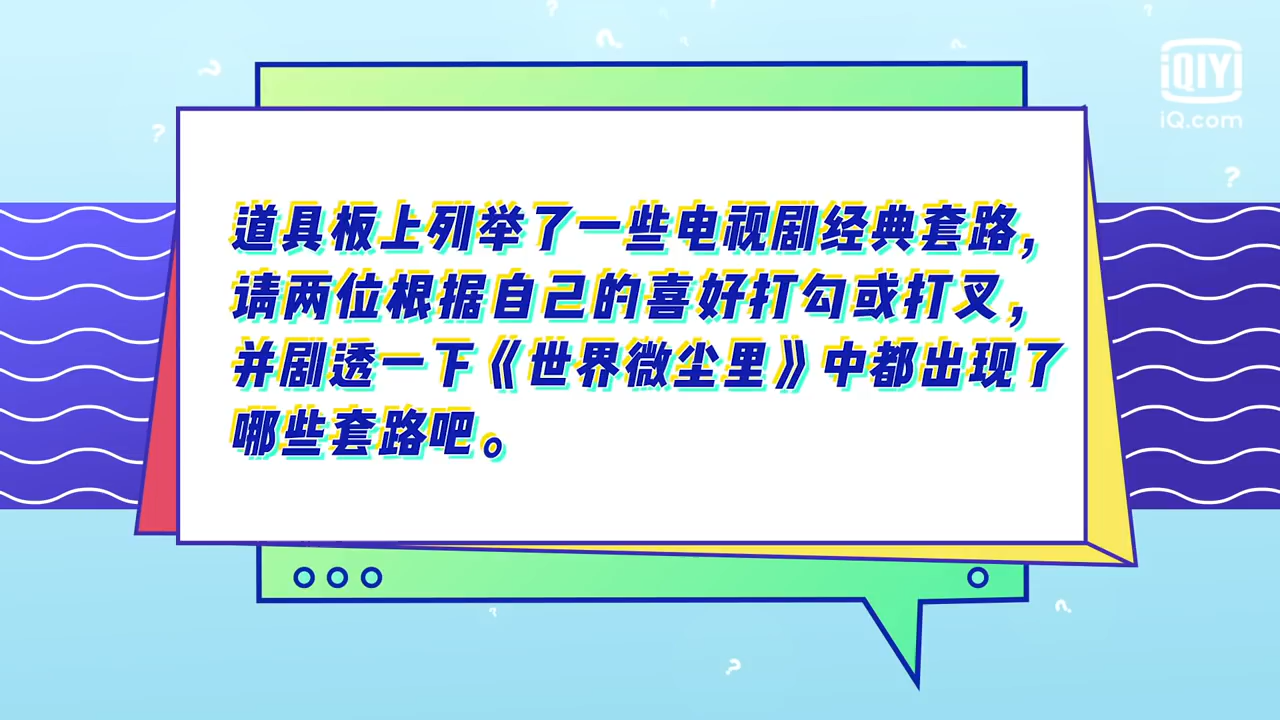 iQIYI
iQ.com
道具板上列举了一些电视剧经典套路，
请两位根据自己的喜好打勾或打叉，
并剧透一下《世界微尘里》中都出现了
哪些套路吧。